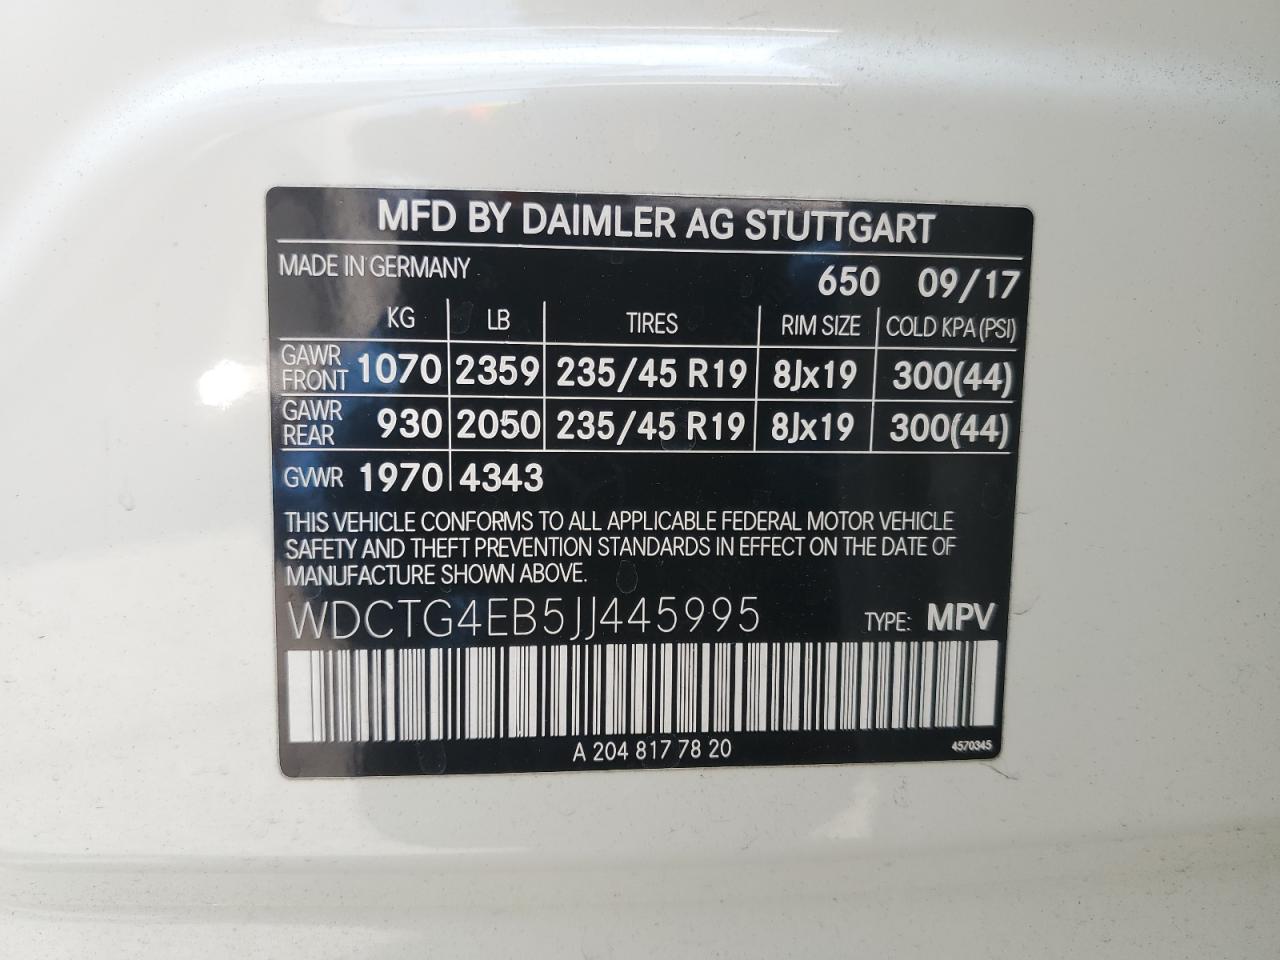 MFD BY DAIMLER AG STUTTGART
MADE IN GERMANY 650 09/17
KG LB TIRES RIM SIZE COLD KPA (PSI)
GAWR FRONT 1070 2359 235/45 R19 8Jx19 300(44)
GAWR REAR 930 2050 235/45 R19 8Jx19 300(44)
GVWR 1970 4343
THIS VEHICLE CONFORMS TO ALL APPLICABLE FEDERAL MOTOR VEHICLE
SAFETY AND THEFT PREVENTION STANDARDS IN EFFECT ON THE DATE OF
MANUFACTURE SHOWN ABOVE.
WDCTG4EB5JJ445995 TYPE: MPV
A 204 817 78 20 4570345